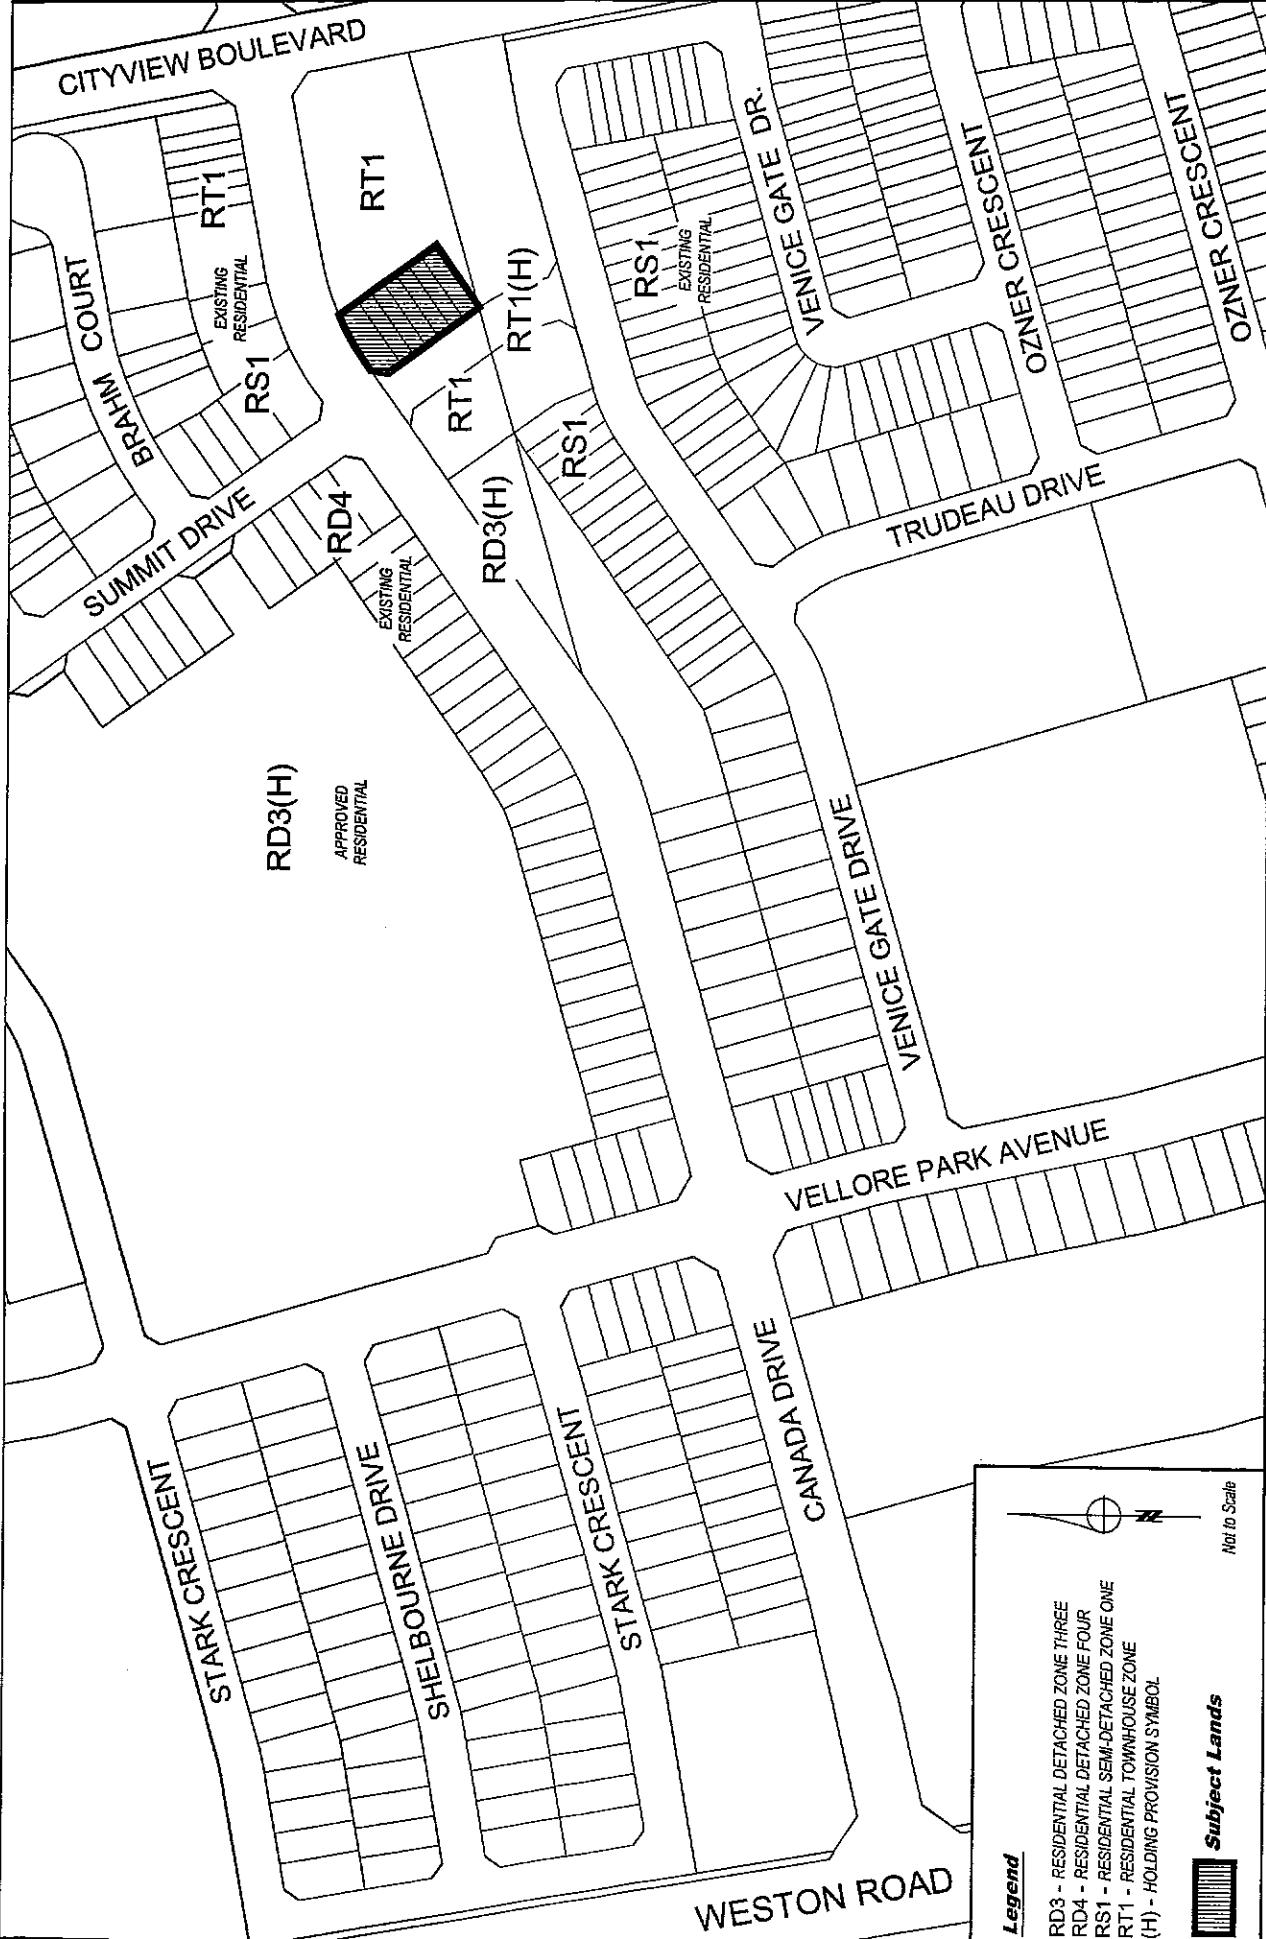 CITYVIEW BOULEVARD
BRAHM COURT
RT1
EXISTING
RESIDENTIAL
RS1
SUMMIT DRIVE
RD4
EXISTING
RESIDENTIAL
RT1
RT1
RT1(H)
RD3(H)
RS1
RS1
EXISTING
RESIDENTIAL
VENICE GATE DR.
OZNER CRESCENT
OZNER CRESCENT
TRUDEAU DRIVE
RD3(H)
APPROVED
RESIDENTIAL
VENICE GATE DRIVE
VELLORE PARK AVENUE
STARK CRESCENT
SHELBOURNE DRIVE
STARK CRESCENT
CANADA DRIVE
WESTON ROAD
Legend
RD3 - RESIDENTIAL DETACHED ZONE THREE
RD4 - RESIDENTIAL DETACHED ZONE FOUR
RS1 - RESIDENTIAL SEMI-DETACHED ZONE ONE
RT1 - RESIDENTIAL TOWNHOUSE ZONE
(H) - HOLDING PROVISION SYMBOL
Subject Lands
N
Not to Scale